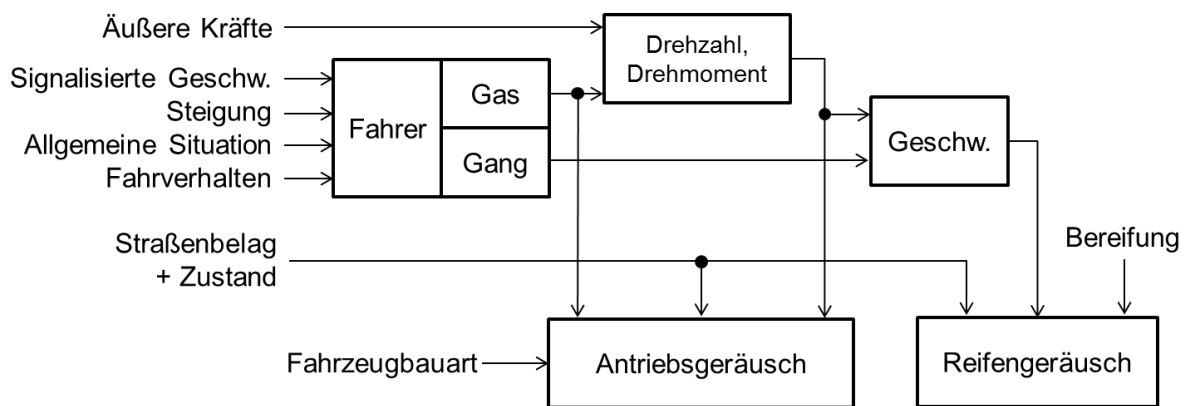 Äußere Kräfte
Drehzahl,
Drehmoment
Signalisierte Geschw.
Steigung
Allgemeine Situation
Fahrverhalten
Fahrer
Gas
Gang
Geschw.
Straßenbelag
+ Zustand
Bereifung
Fahrzeugbauart
Antriebsgeräusch
Reifengeräusch